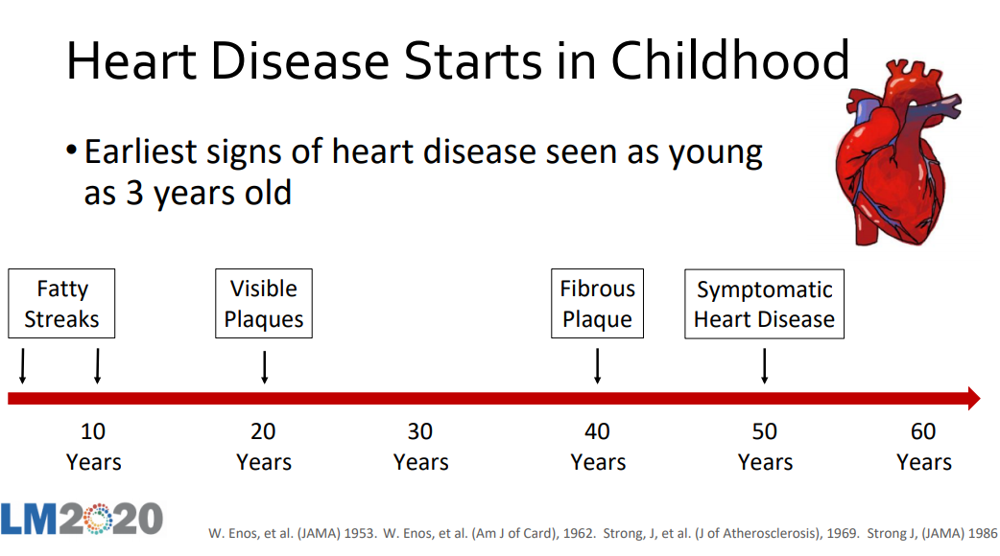 Heart Disease Starts in Childhood
• Earliest signs of heart disease seen as young
as 3 years old
Fatty
Streaks
Visible
Plaques
Fibrous
Plaque
Symptomatic
Heart Disease
10
Years
20
Years
30
Years
40
Years
50
Years
60
Years
LM2020
W. Enos, et al. (JAMA) 1953. W. Enos, et al. (Am J of Card), 1962. Strong, J, et al. (J of Atherosclerosis), 1969. Strong J, (JAMA) 1986